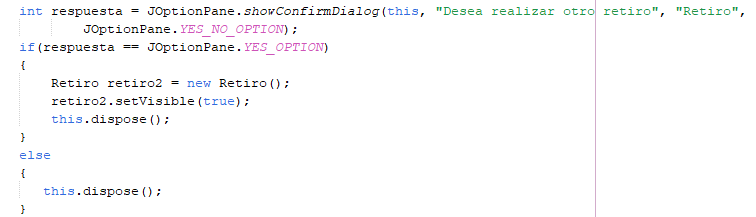 int respuesta = JOptionPane.showConfirmDialog(this, "Desea realizar otro retiro", "Retiro",
        JOptionPane.YES_NO_OPTION);
if(respuesta == JOptionPane.YES_OPTION)
{
    Retiro retiro2 = new Retiro();
    retiro2.setVisible(true);
    this.dispose();
}
else
{
   this.dispose();
}